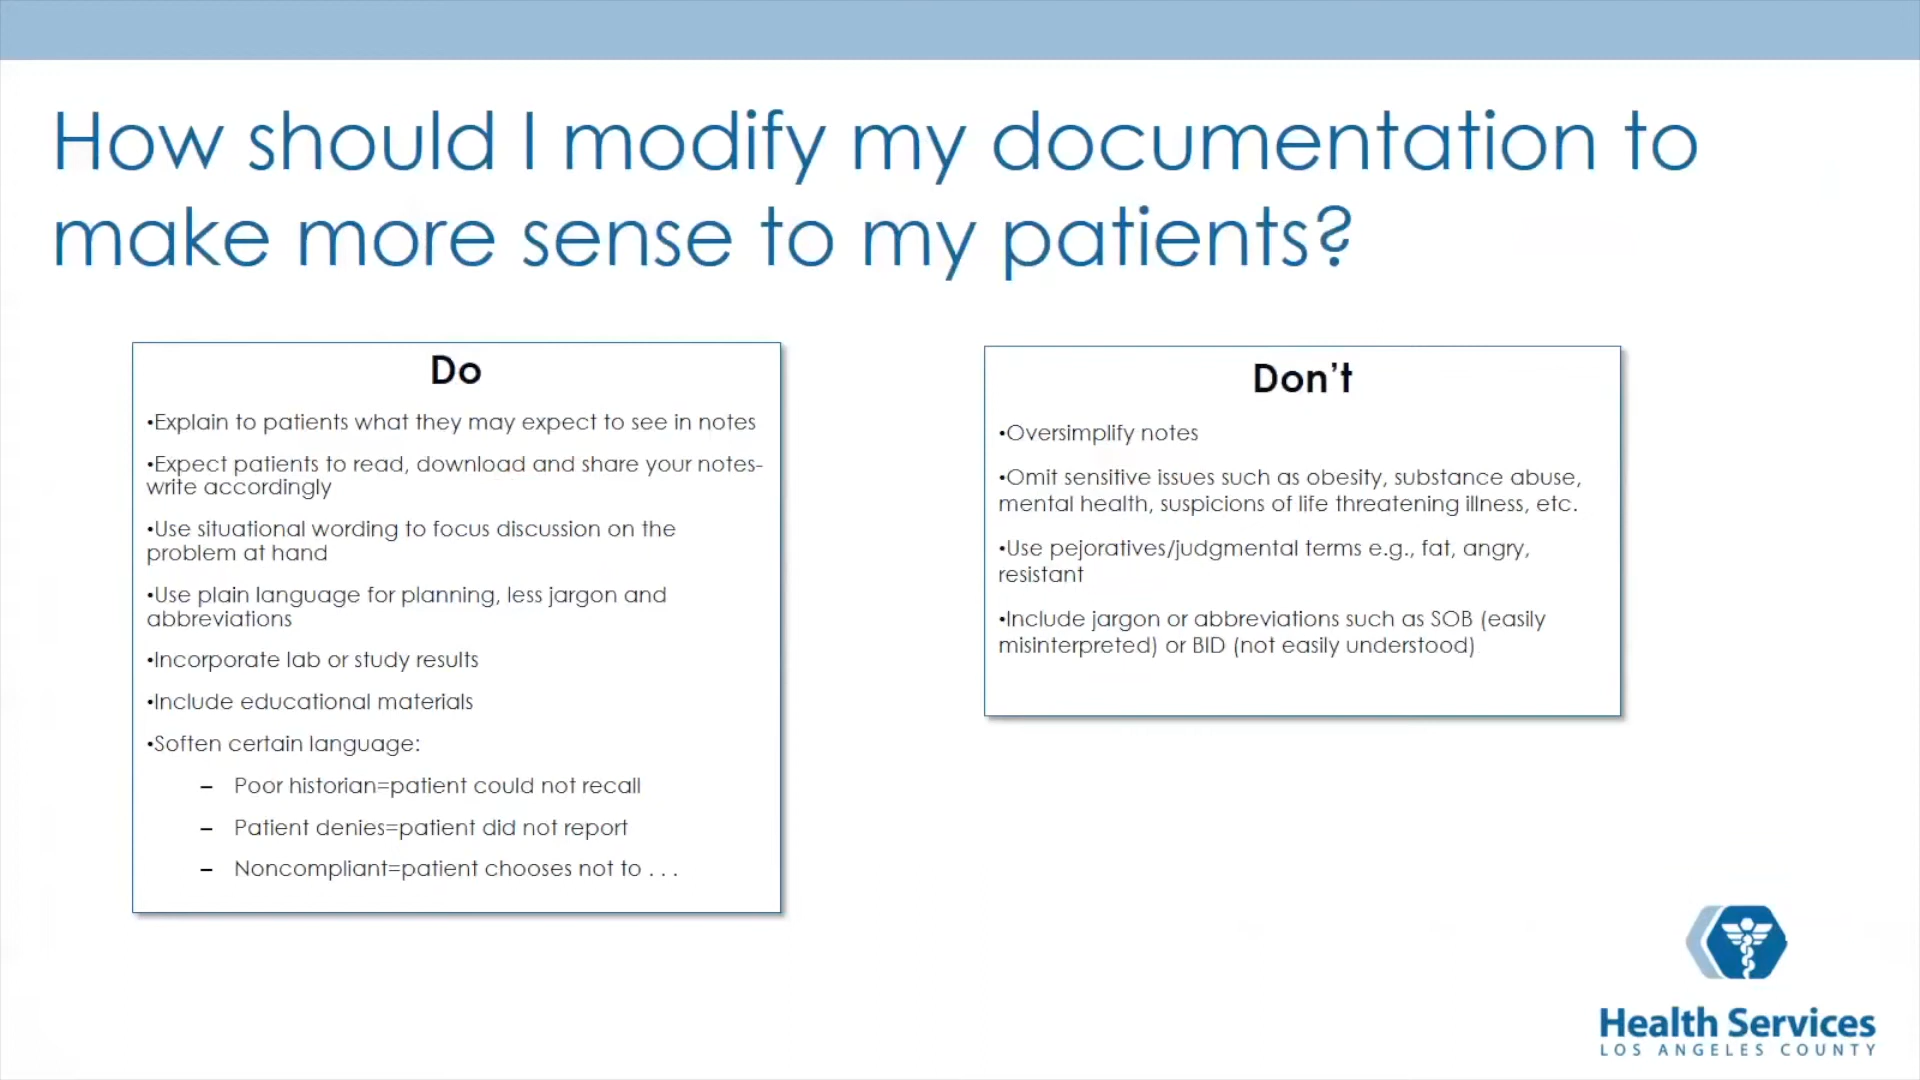 How should I modify my documentation to
make more sense to my patients?
Do
•Explain to patients what they may expect to see in notes
•Expect patients to read, download and share your notes-
write accordingly
•Use situational wording to focus discussion on the
problem at hand
•Use plain language for planning, less jargon and
abbreviations
•Incorporate lab or study results
•Include educational materials
•Soften certain language:
– Poor historian=patient could not recall
– Patient denies=patient did not report
– Noncompliant=patient chooses not to . . .
Don’t
•Oversimplify notes
•Omit sensitive issues such as obesity, substance abuse,
mental health, suspicions of life threatening illness, etc.
•Use pejoratives/judgmental terms e.g., fat, angry,
resistant
•Include jargon or abbreviations such as SOB (easily
misinterpreted) or BID (not easily understood)
Health Services
LOS ANGELES COUNTY